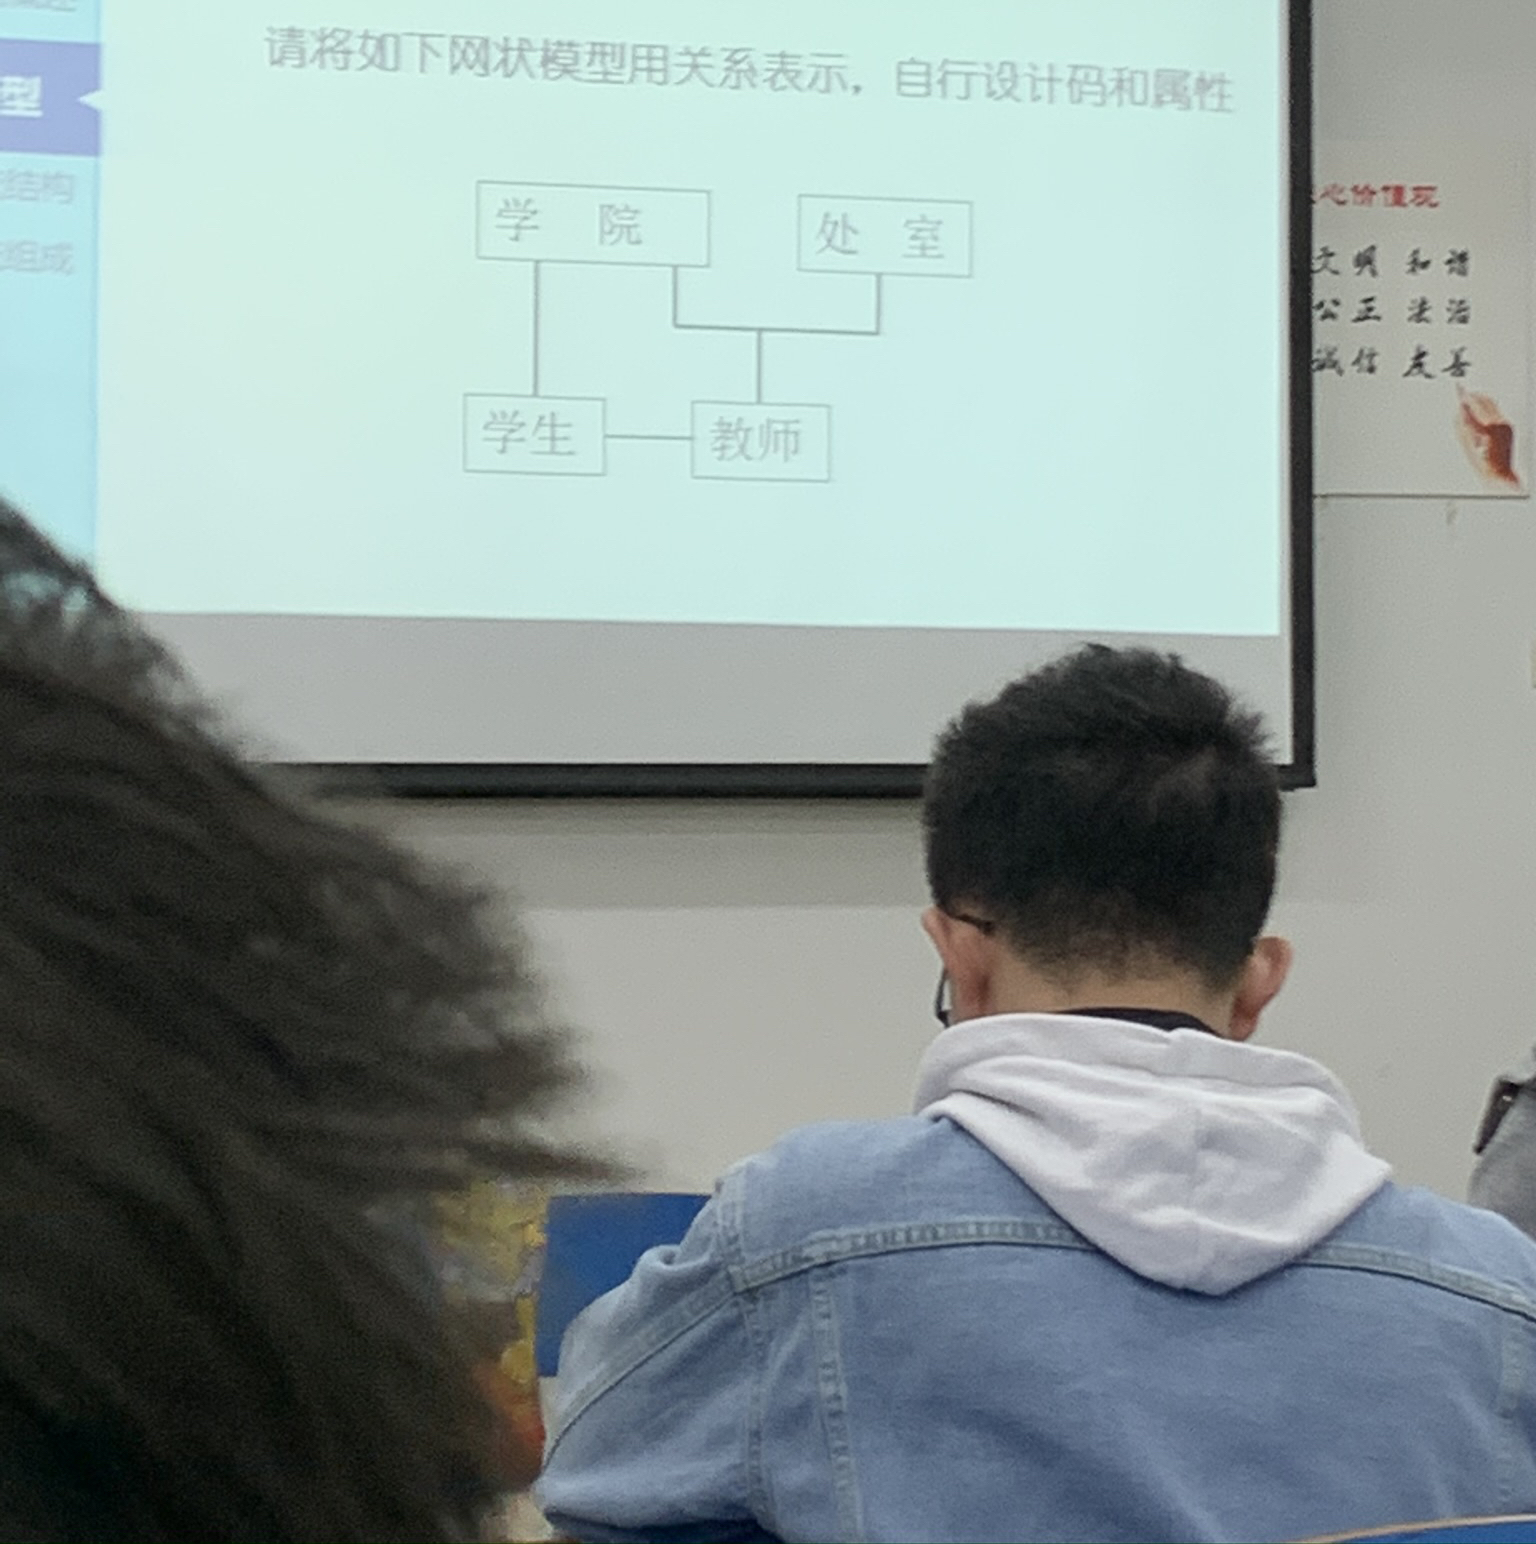 请将如下网状模型用关系表示，自行设计码和属性
型
结构
组成
学 院
处 室
学生
教师
心价值观
文明 和谐
公正 法治
诚信 友善